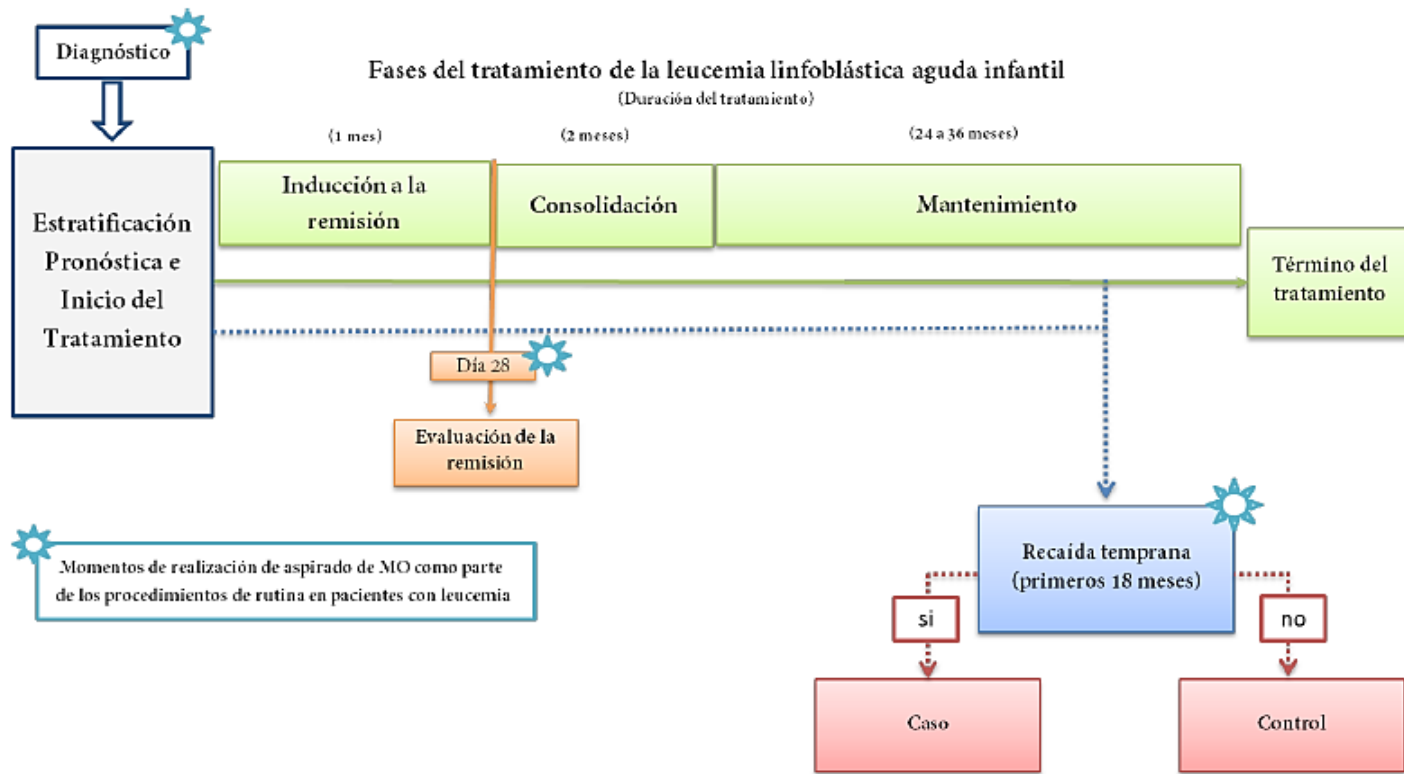 Diagnóstico
Fases del tratamiento de la leucemia linfoblástica aguda infantil
(Duración del tratamiento)
(1 mes)
(2 meses)
(24 a 36 meses)
Estratificación
Pronóstica e
Inicio del
Tratamiento
Inducción a la
remisión
Consolidación
Mantenimiento
Término del
tratamiento
Día 28
Evaluación de la
remisión
Momentos de realización de aspirado de MO como parte
de los procedimientos de rutina en pacientes con leucemia
Recaída temprana
(primeros 18 meses)
si
no
Caso
Control